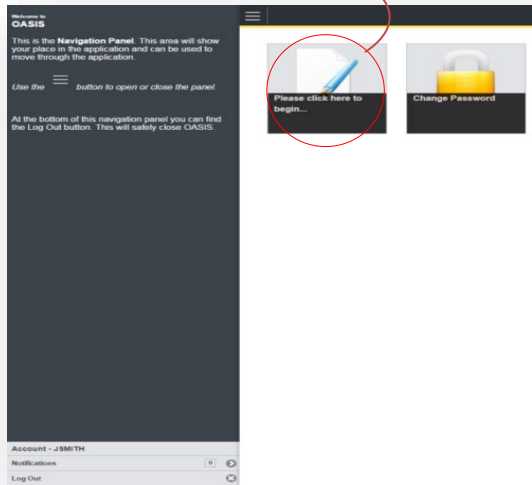 Welcome to
OASIS
This is the Navigation Panel. This area will show
your place in the application and can be used to
move through the application.
Use the button to open or close the panel.
At the bottom of this navigation panel you can find
the Log Out button. This will safely close OASIS.
Please click here to
begin...
Change Password
Account - JSMITH
Notifications 0
Log Out